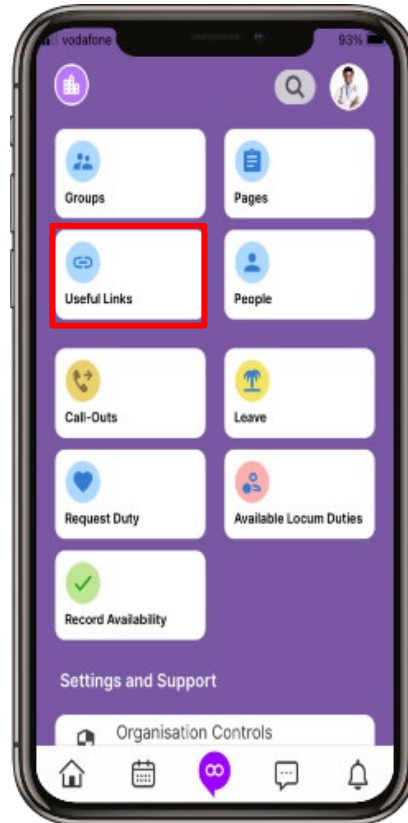 vodafone 93%
Groups Pages
Useful Links People
Call-Outs Leave
Request Duty Available Locum Duties
Record Availability
Settings and Support
Organisation Controls